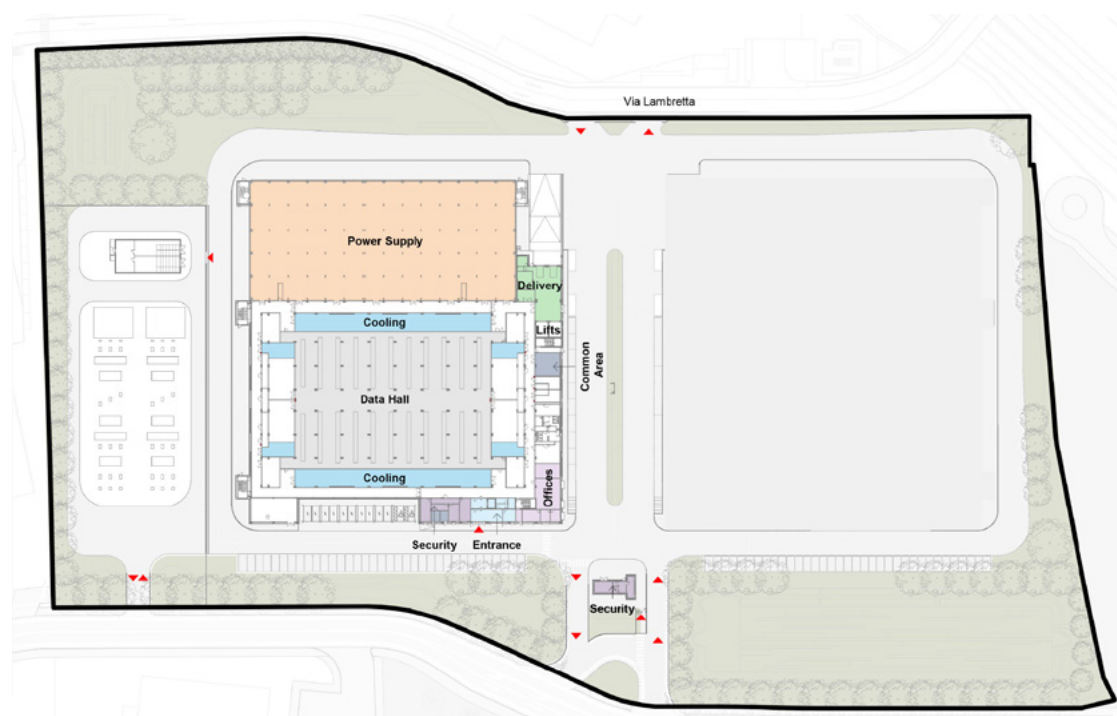 Via Lambretta
Power Supply
Delivery
Cooling
Lifts
Common
Area
Data Hall
Cooling
Offices
Security
Entrance
Security